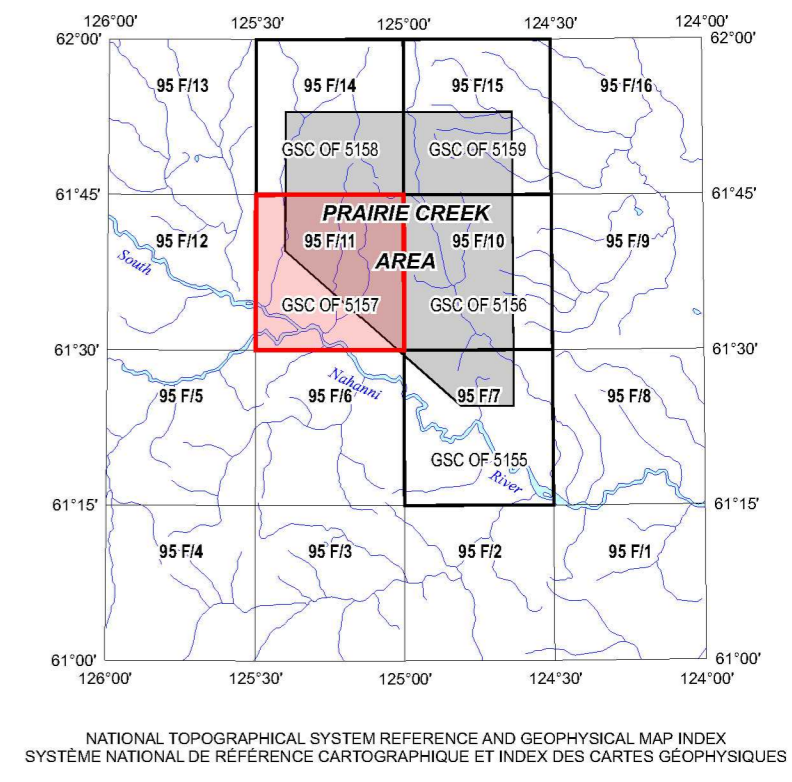 126°00' 125°30' 125°00' 124°30' 124°00'
62°00' 62°00'
95 F/13 95 F/14 95 F/15 95 F/16
GSC OF 5158 GSC OF 5159
61°45' 61°45'
PRAIRIE CREEK
95 F/12 95 F/11 95 F/10 95 F/9
South AREA
GSC OF 5157 GSC OF 5156
61°30' 61°30'
Nahanni
95 F/5 95 F/6 95 F/7 95 F/8
GSC OF 5155
River
61°15' 61°15'
95 F/4 95 F/3 95 F/2 95 F/1
61°00' 61°00'
126°00' 125°30' 125°00' 124°30' 124°00'
NATIONAL TOPOGRAPHICAL SYSTEM REFERENCE AND GEOPHYSICAL MAP INDEX
SYSTÈME NATIONAL DE RÉFÉRENCE CARTOGRAPHIQUE ET INDEX DES CARTES GÉOPHYSIQUES